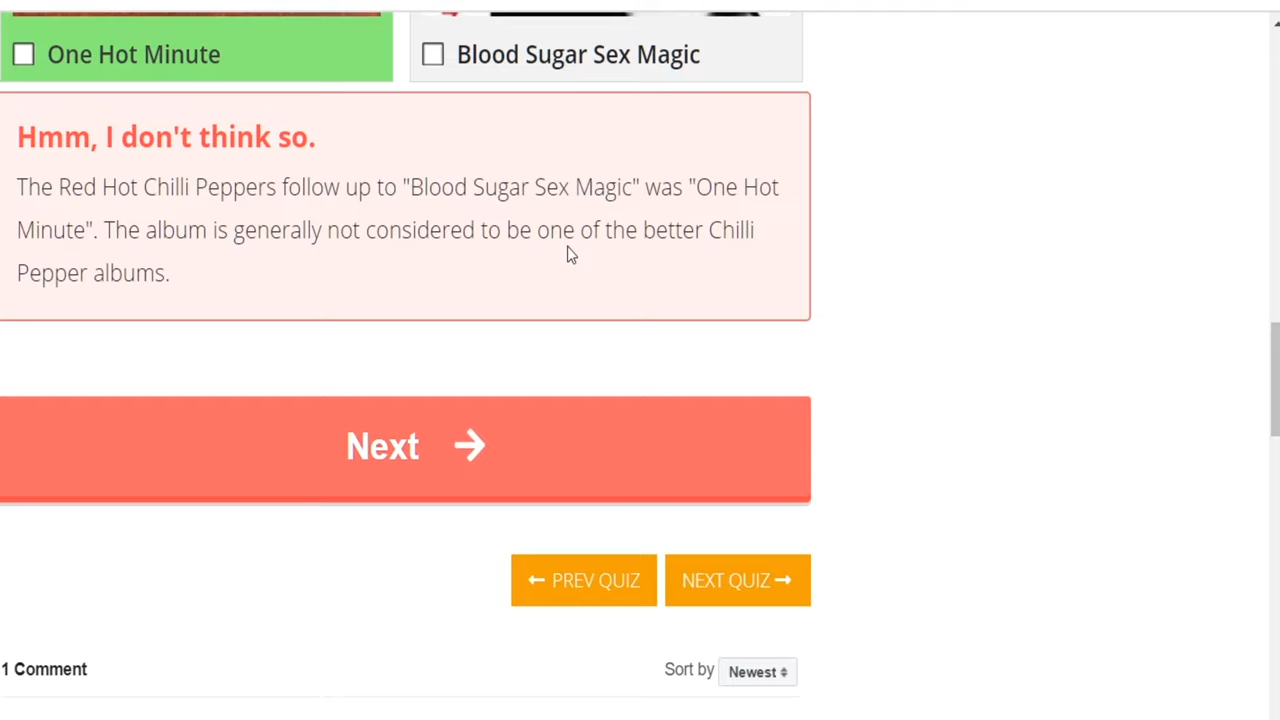 One Hot Minute
Blood Sugar Sex Magic
Hmm, I don't think so.
The Red Hot Chilli Peppers follow up to "Blood Sugar Sex Magic" was "One Hot
Minute". The album is generally not considered to be one of the better Chilli
Pepper albums.
Next →
← PREV QUIZ
NEXT QUIZ →
1 Comment
Sort by Newest